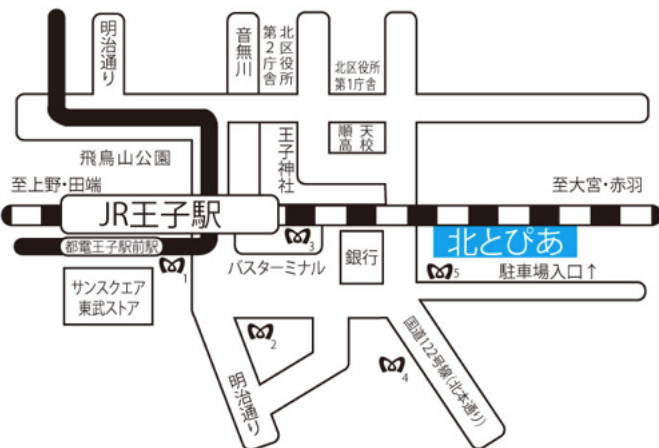 明治通り
音無川
北区役所
第２庁舎
北区役所
第１庁舎
順天
高校
王子神社
飛鳥山公園
至上野・田端
至大宮・赤羽
JR王子駅
北とぴあ
都電王子駅前駅
3
バスターミナル
銀行
1
5
駐車場入口↑
サンスクエア
東武ストア
2
4
明治通り
国道122号線(北本通り)